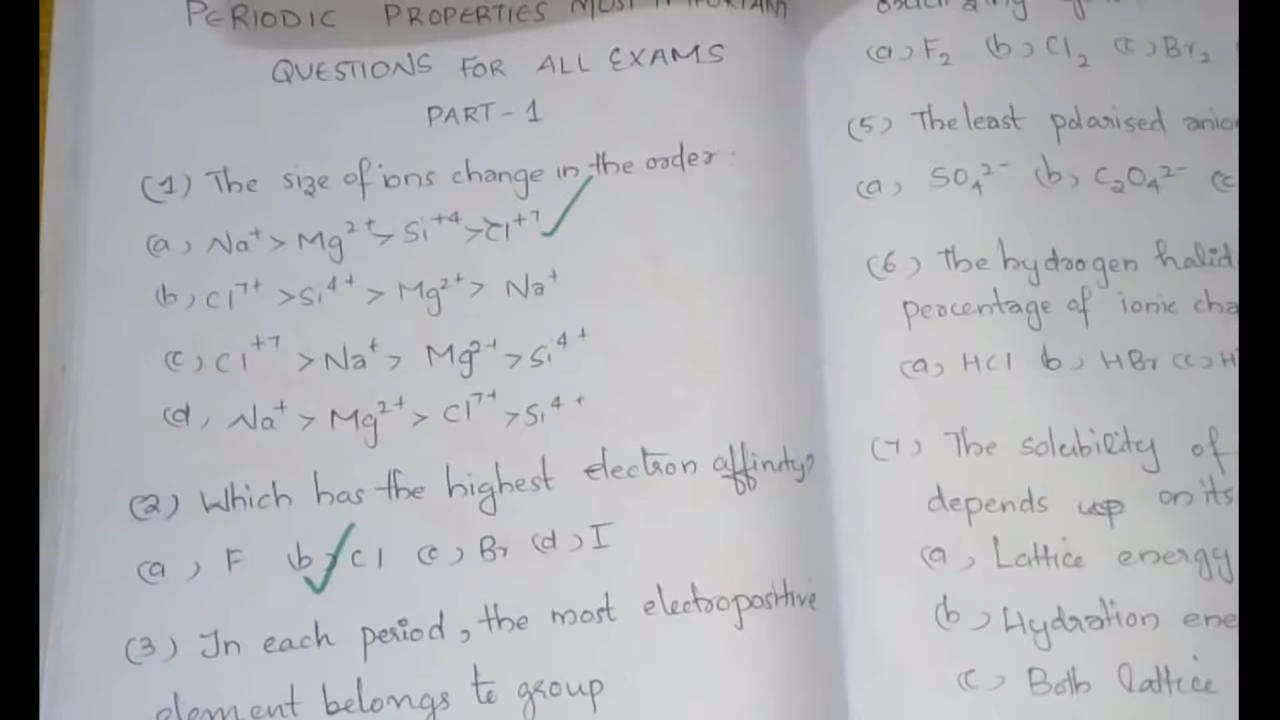 PERIODIC PROPERTIES MOST IMPORTANT
QUESTIONS FOR ALL EXAMS
PART - 1
(1) The size of ions change in the order :
(a) Na⁺ > Mg²⁺ > Si⁺⁴ > Cl⁺⁷
(b) Cl⁷⁺ > Si⁴⁺ > Mg²⁺ > Na⁺
(c) Cl⁺⁷ > Na⁺ > Mg²⁺ > Si⁴⁺
(d) Na⁺ > Mg²⁺ > Cl⁷⁺ > Si⁴⁺
(2) Which has the highest electron affinity?
(a) F (b) Cl (c) Br (d) I
(3) In each period, the most electropositive
element belongs to group
(a) F₂ (b) Cl₂ (c) Br₂
(5) The least polarised anio
(a) SO₄²⁻ (b) C₂O₄²⁻ (c
(6) The hydrogen halid
percentage of ionic cha
(a) HCl b) HBr (c) H
(7) The solubility of
depends up on its
(a) Lattice energy
(b) Hydration ene
(c) Both lattice